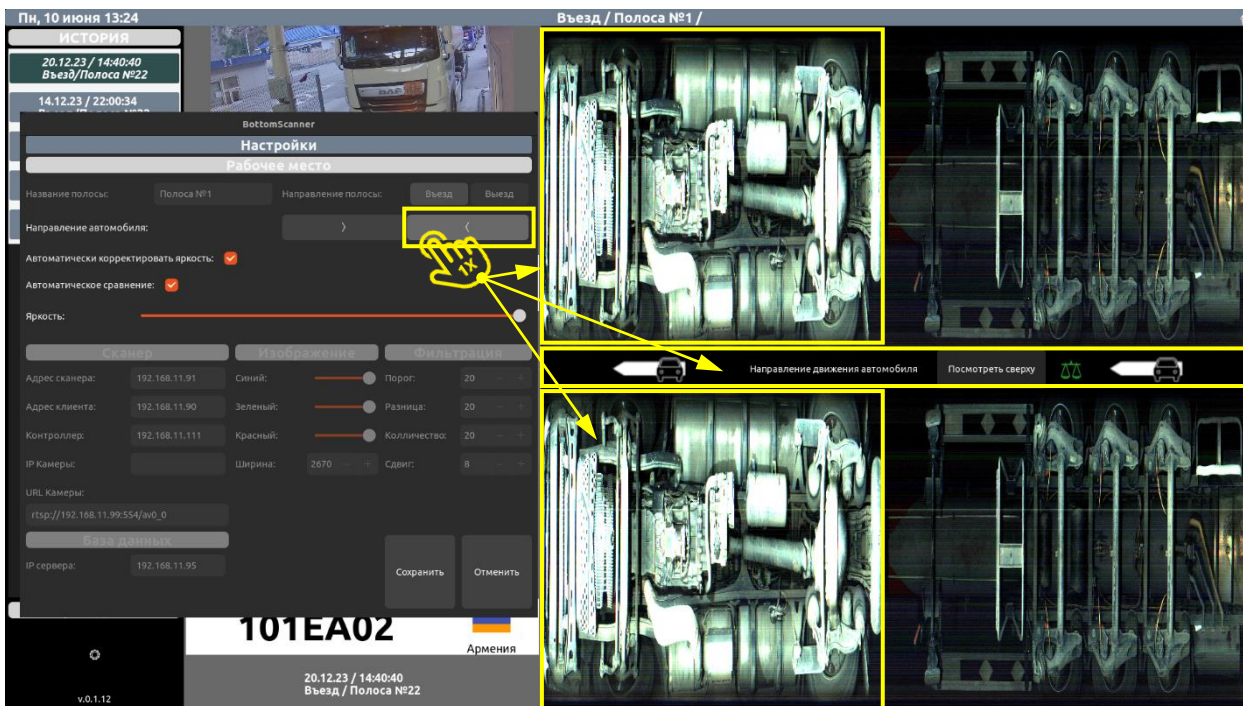 Пн, 10 июня 13:24
Въезд / Полоса №1 /
ИСТОРИЯ
20.12.23 / 14:40:40
Въезд/Полоса №22
14.12.23 / 22:00:34
BottomScanner
Настройки
Рабочее место
Название полосы: Полоса №1 Направление полосы: Въезд Выезд
Направление автомобиля: › ‹
1X
Автоматически корректировать яркость:
Автоматическое сравнение:
Яркость:
Сканер Изображение Фильтрация
Адрес сканера: 192.168.11.91 Синий: Порог: 20 − +
Адрес клиента: 192.168.11.90 Зеленый: Разница: 20 − +
Контроллер: 192.168.11.111 Красный: Колличество: 20 − +
IP Камеры: Ширина: 2670 − + Сдвиг: 8 − +
URL Камеры:
rtsp://192.168.11.99:554/av0_0
База данных
IP сервера: 192.168.11.95
Сохранить Отменить
Направление движения автомобиля Посмотреть сверху
101EA02
Армения
20.12.23 / 14:40:40
Въезд / Полоса №22
v.0.1.12
DAF